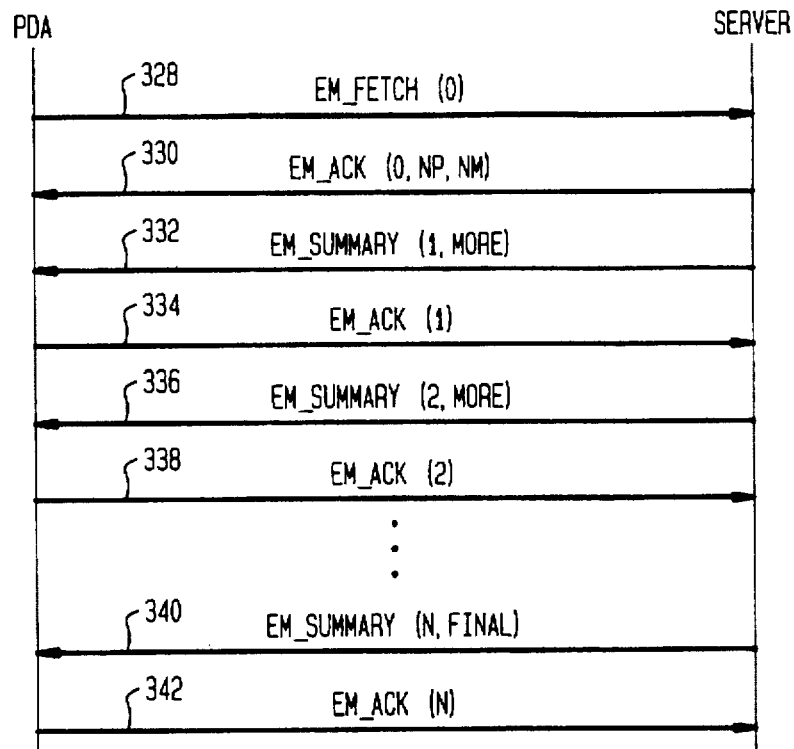 PDA SERVER
328 EM_FETCH (0)
330 EM_ACK (0, NP, NM)
332 EM_SUMMARY (1, MORE)
334 EM_ACK (1)
336 EM_SUMMARY (2, MORE)
338 EM_ACK (2)
340 EM_SUMMARY (N, FINAL)
342 EM_ACK (N)